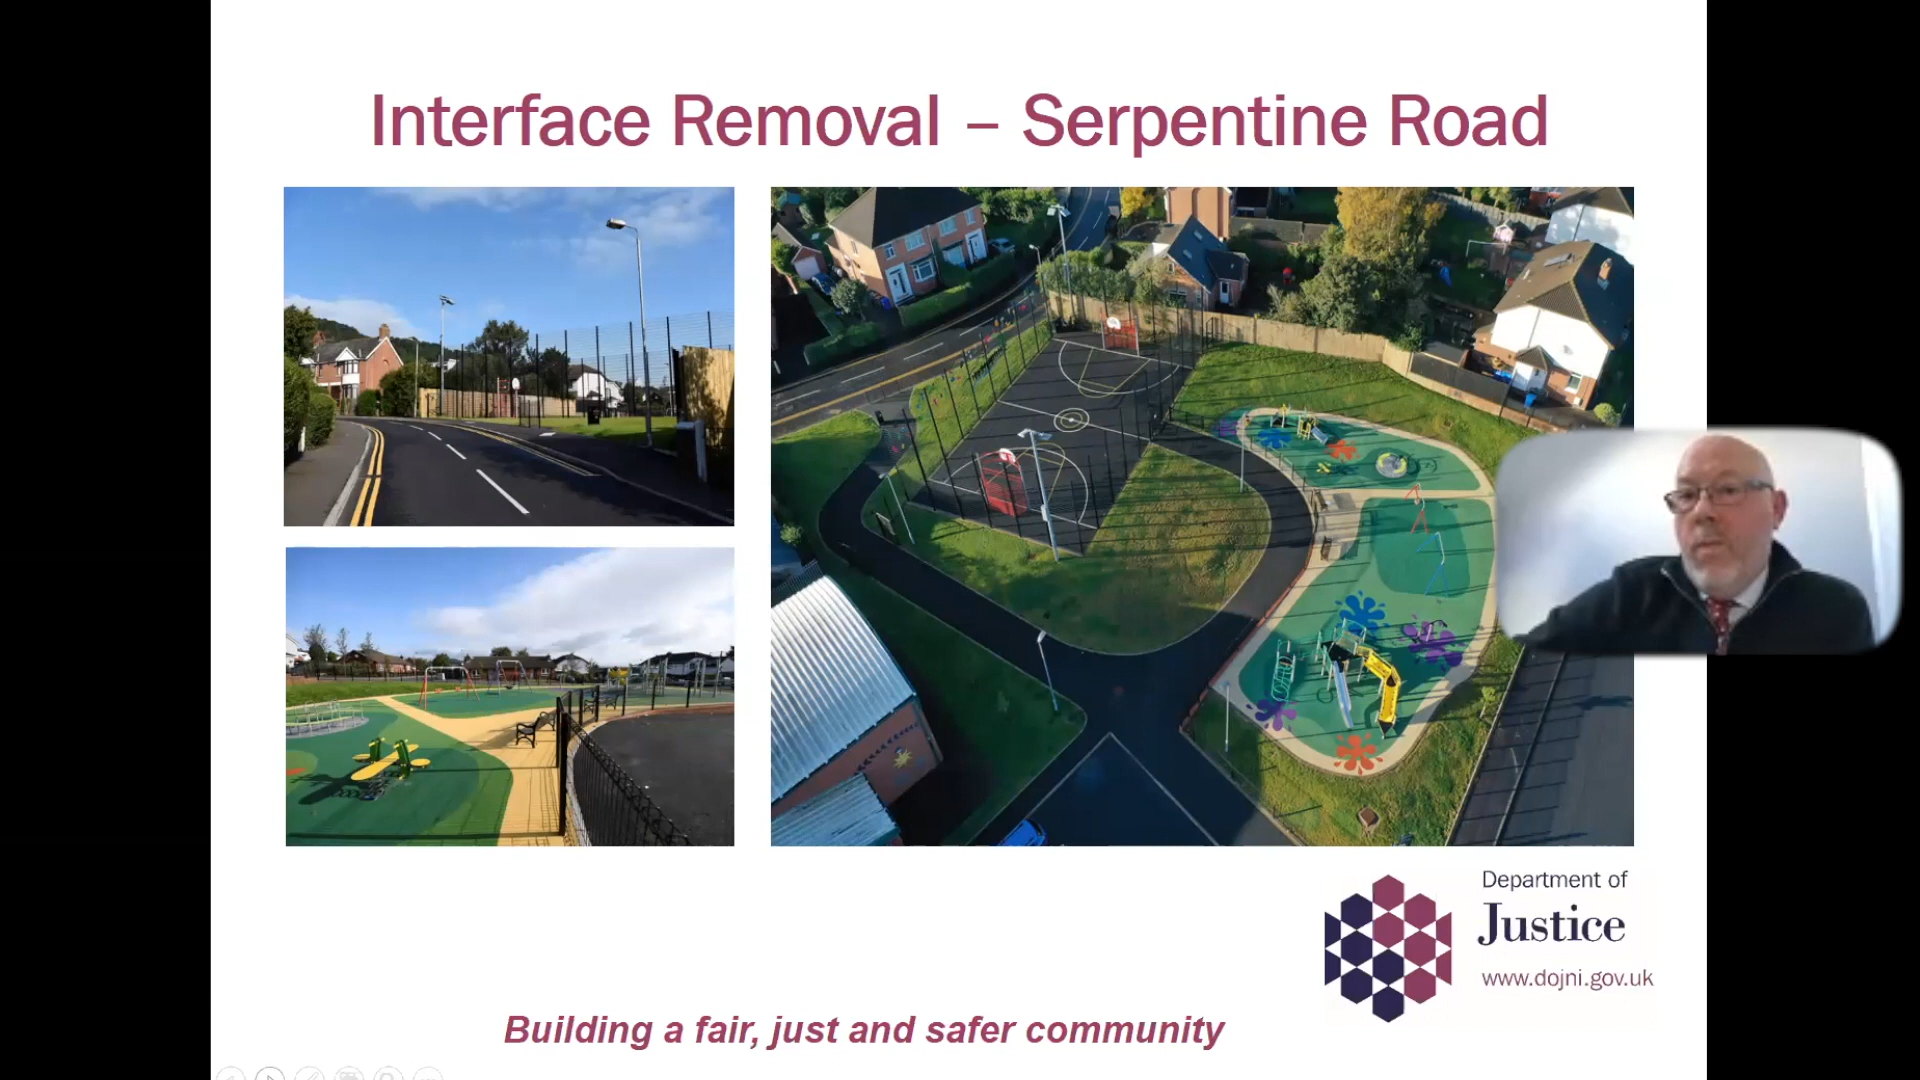 Interface Removal – Serpentine Road
Department of
Justice
www.dojni.gov.uk
Building a fair, just and safer community